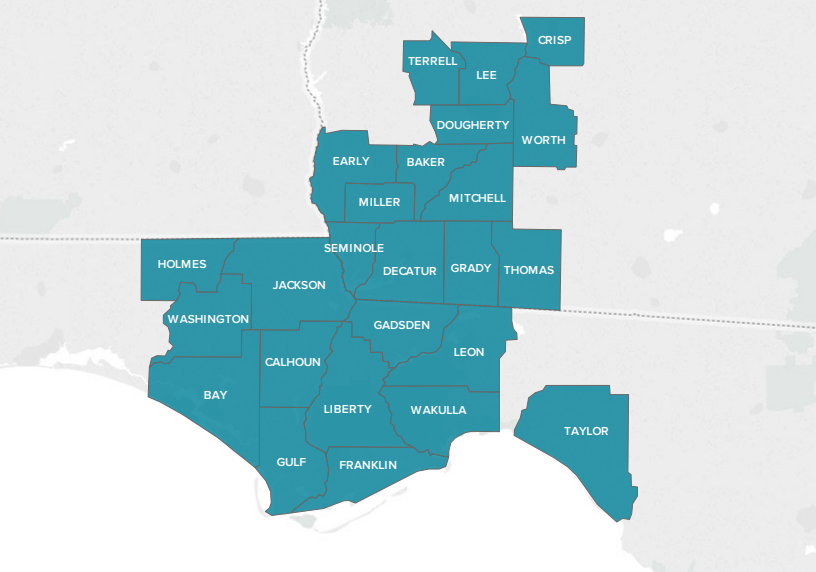 CRISP
TERRELL
LEE
DOUGHERTY
WORTH
EARLY
BAKER
MILLER
MITCHELL
SEMINOLE
HOLMES
DECATUR
GRADY
THOMAS
JACKSON
WASHINGTON
GADSDEN
LEON
CALHOUN
BAY
LIBERTY
WAKULLA
TAYLOR
GULF
FRANKLIN